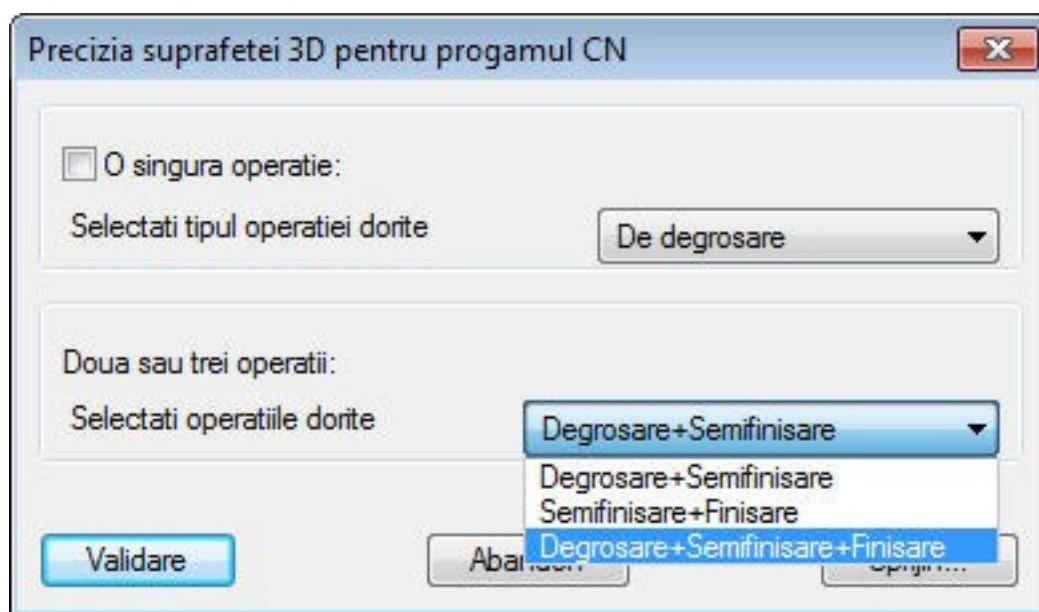 Precizia suprafetei 3D pentru progamul CN
O singura operatie:
Selectati tipul operatiei dorite
De degrosare
Doua sau trei operatii:
Selectati operatiile dorite
Degrosare+Semifinisare
Degrosare+Semifinisare
Semifinisare+Finisare
Degrosare+Semifinisare+Finisare
Validare